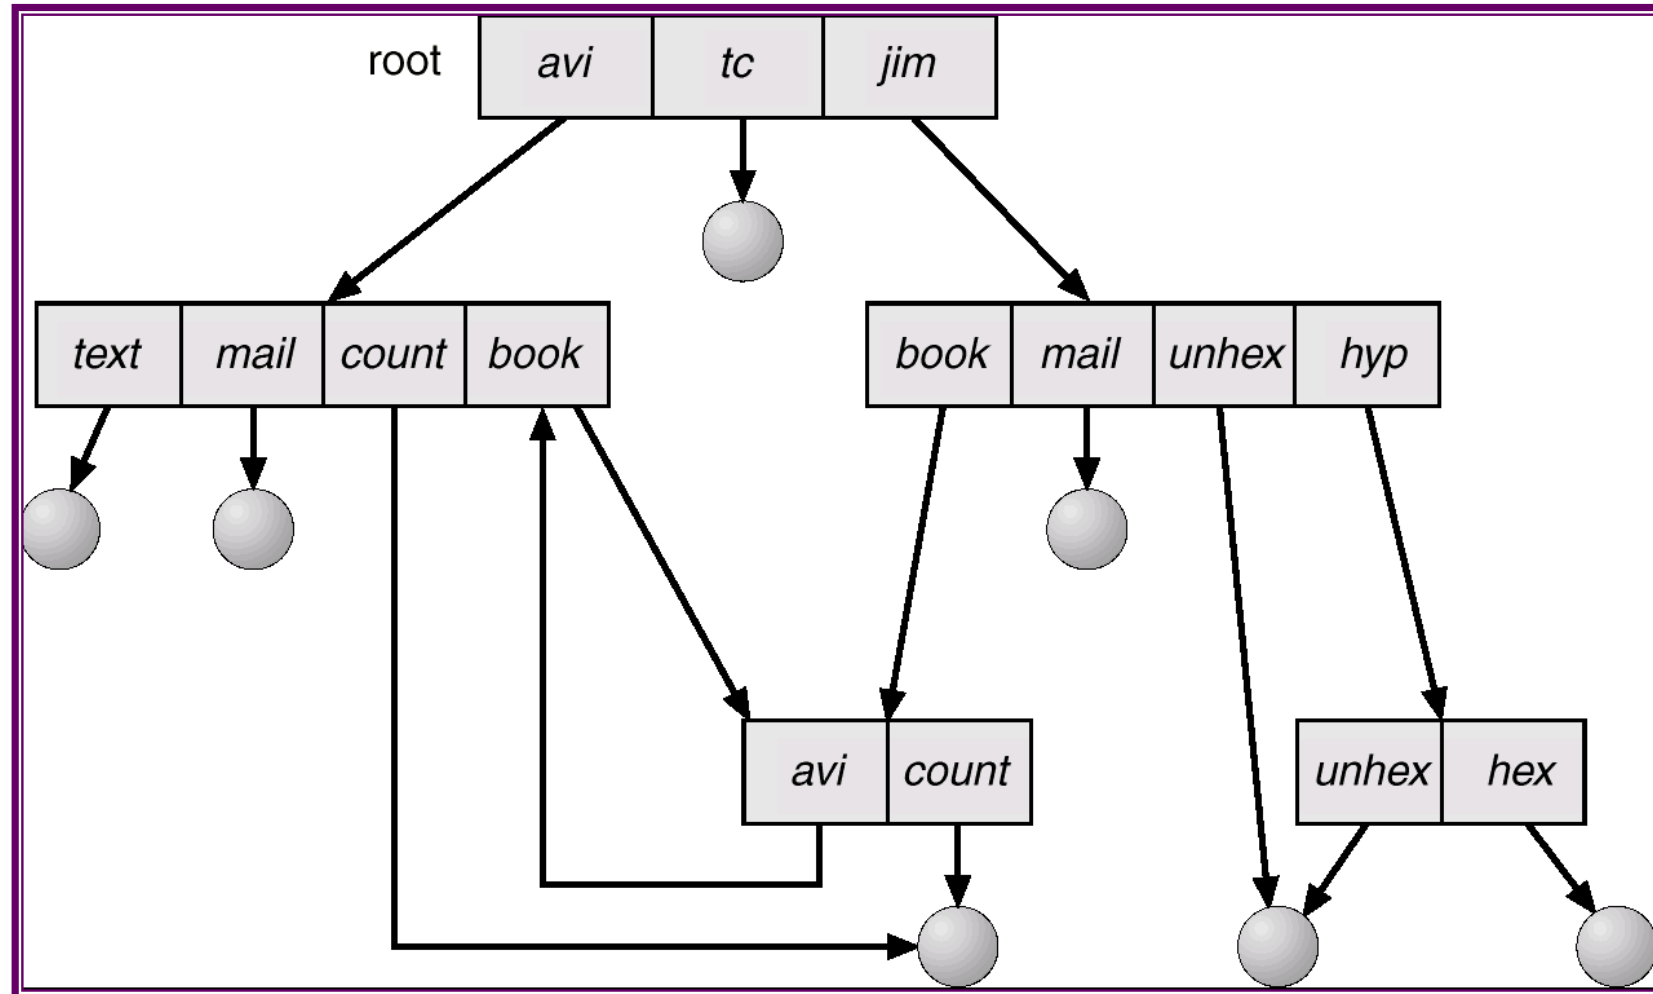 root avi tc jim
text mail count book book mail unhex hyp
avi count unhex hex